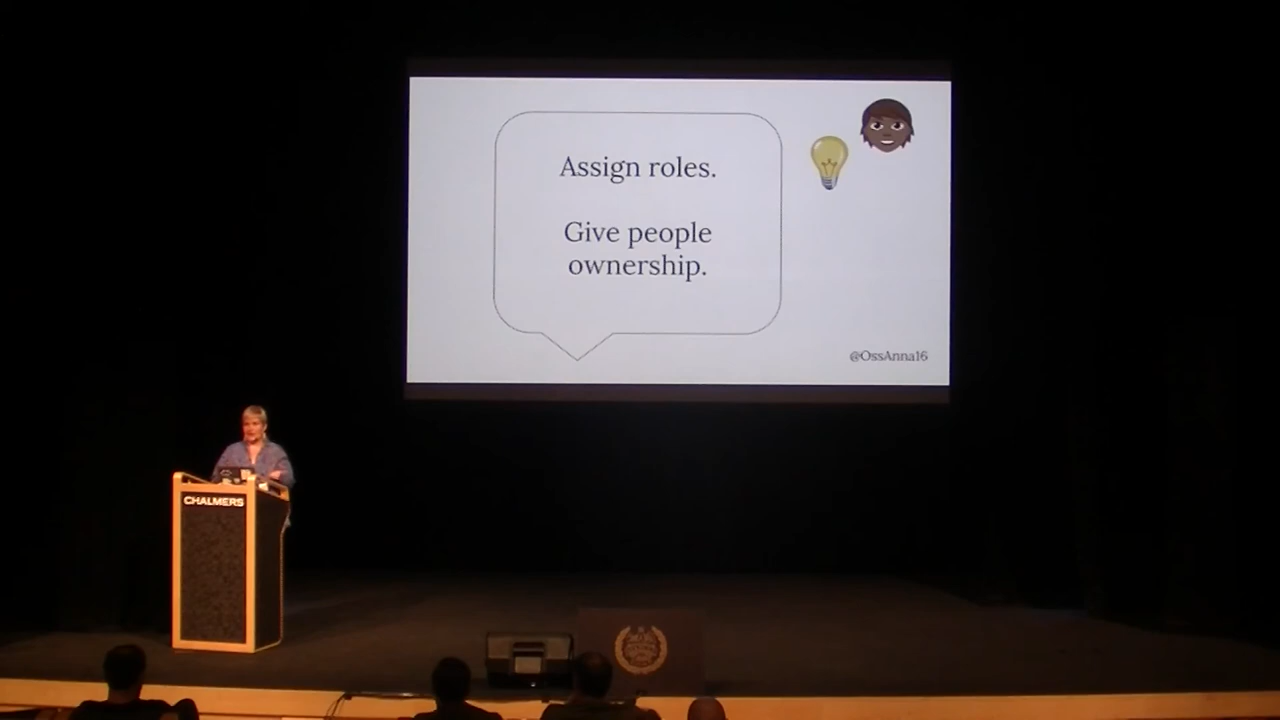 Assign roles.
Give people
ownership.
@OssAnna16
CHALMERS